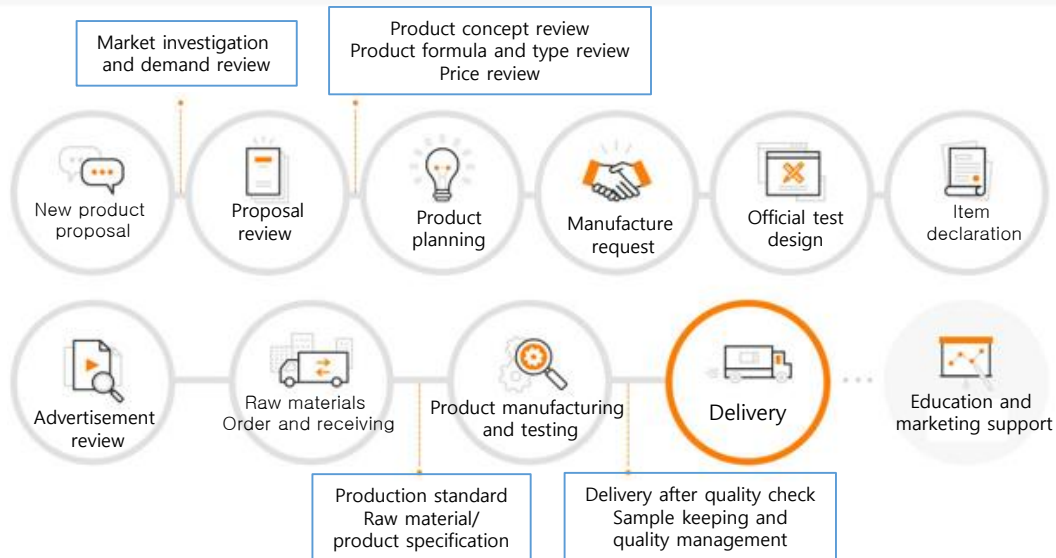 Market investigation
and demand review
Product concept review
Product formula and type review
Price review
New product
proposal
Proposal
review
Product
planning
Manufacture
request
Official test
design
Item
declaration
Advertisement
review
Raw materials
Order and receiving
Product manufacturing
and testing
Delivery
Education and
marketing support
Production standard
Raw material/
product specification
Delivery after quality check
Sample keeping and
quality management